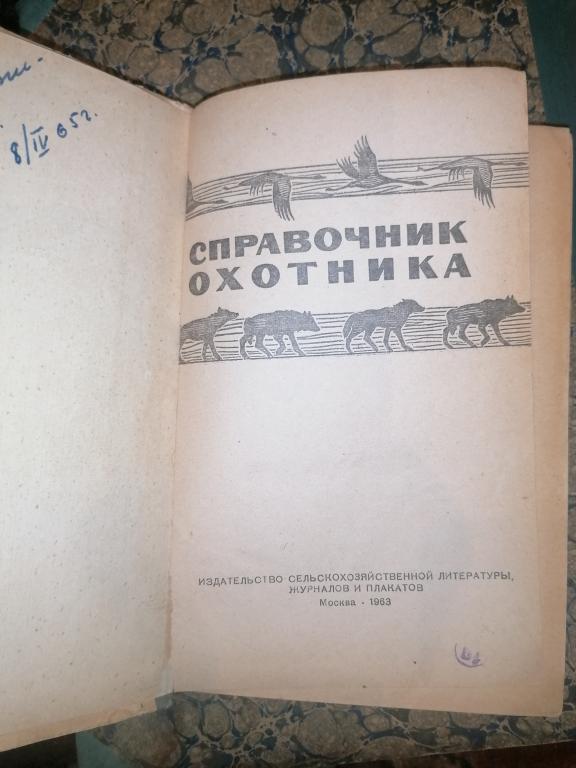 8/IV 65г.
СПРАВОЧНИК
ОХОТНИКА
ИЗДАТЕЛЬСТВО СЕЛЬСКОХОЗЯЙСТВЕННОЙ ЛИТЕРАТУРЫ,
ЖУРНАЛОВ И ПЛАКАТОВ
Москва - 1963